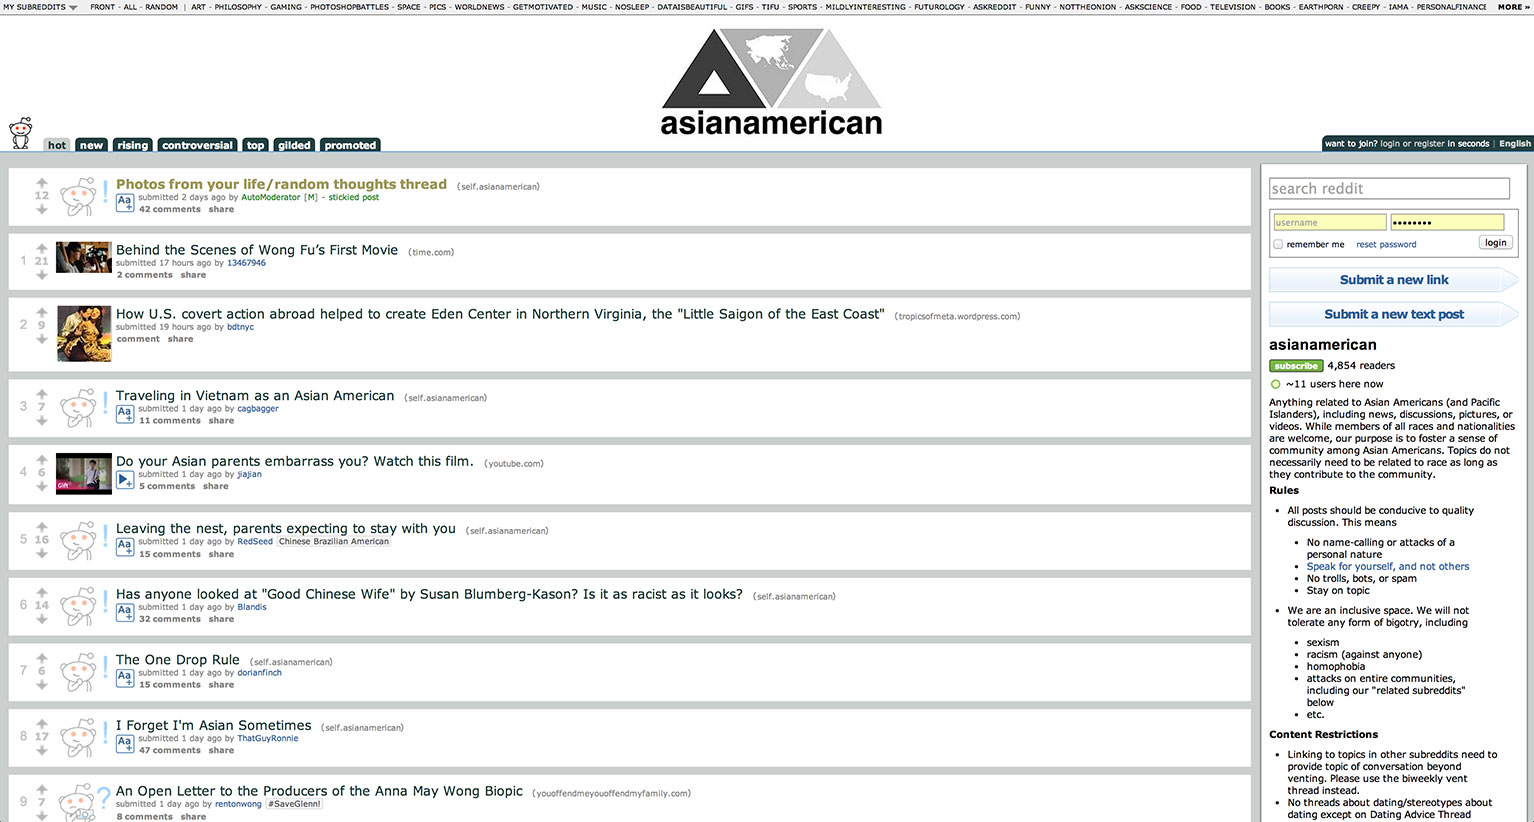 MY SUBREDDITS FRONT - ALL - RANDOM | ART - PHILOSOPHY - GAMING - PHOTOSHOPBATTLES - SPACE - PICS - WORLDNEWS - GETMOTIVATED - MUSIC - NOSLEEP - DATAISBEAUTIFUL - GIFS - TIFU - SPORTS - MILDLYINTERESTING - FUTUROLOGY - ASKREDDIT - FUNNY - NOTTHEONION - ASKSCIENCE - FOOD - TELEVISION - BOOKS - EARTHPORN - CREEPY - IAMA - PERSONALFINANCE MORE »
asianamerican
hot new rising controversial top gilded promoted
want to join? login or register in seconds | English
Photos from your life/random thoughts thread (self.asianamerican)
12
Aa+
submitted 2 days ago by AutoModerator [M] - stickied post
42 comments share
1
21
Behind the Scenes of Wong Fu's First Movie (time.com)
submitted 17 hours ago by 13467946
2 comments share
2
9
How U.S. covert action abroad helped to create Eden Center in Northern Virginia, the "Little Saigon of the East Coast" (tropicsofmeta.wordpress.com)
submitted 19 hours ago by bdtnyc
comment share
3
7
Traveling in Vietnam as an Asian American (self.asianamerican)
Aa+
submitted 1 day ago by cagbagger
11 comments share
4
6
Gift
Do your Asian parents embarrass you? Watch this film. (youtube.com)
submitted 1 day ago by jiajian
5 comments share
5
16
Leaving the nest, parents expecting to stay with you (self.asianamerican)
Aa+
submitted 1 day ago by RedSeed Chinese Brazilian American
15 comments share
6
14
Has anyone looked at "Good Chinese Wife" by Susan Blumberg-Kason? Is it as racist as it looks? (self.asianamerican)
Aa+
submitted 1 day ago by Blandis
32 comments share
7
6
The One Drop Rule (self.asianamerican)
Aa+
submitted 1 day ago by dorianfinch
15 comments share
8
17
I Forget I'm Asian Sometimes (self.asianamerican)
Aa+
submitted 1 day ago by ThatGuyRonnie
47 comments share
9
7
An Open Letter to the Producers of the Anna May Wong Biopic (youoffendmeyouoffendmyfamily.com)
submitted 1 day ago by rentonwong #SaveGlenn!
8 comments share
search reddit
username ••••••••
remember me reset password login
Submit a new link
Submit a new text post
asianamerican
subscribe 4,854 readers
~11 users here now
Anything related to Asian Americans (and Pacific
Islanders), including news, discussions, pictures, or
videos. While members of all races and nationalities
are welcome, our purpose is to foster a sense of
community among Asian Americans. Topics do not
necessarily need to be related to race as long as
they contribute to the community.
Rules
• All posts should be conducive to quality
discussion. This means
• No name-calling or attacks of a
personal nature
• Speak for yourself, and not others
• No trolls, bots, or spam
• Stay on topic
• We are an inclusive space. We will not
tolerate any form of bigotry, including
• sexism
• racism (against anyone)
• homophobia
• attacks on entire communities,
including our "related subreddits"
below
• etc.
Content Restrictions
• Linking to topics in other subreddits need to
provide topic of conversation beyond
venting. Please use the biweekly vent
thread instead.
• No threads about dating/stereotypes about
dating except on Dating Advice Thread